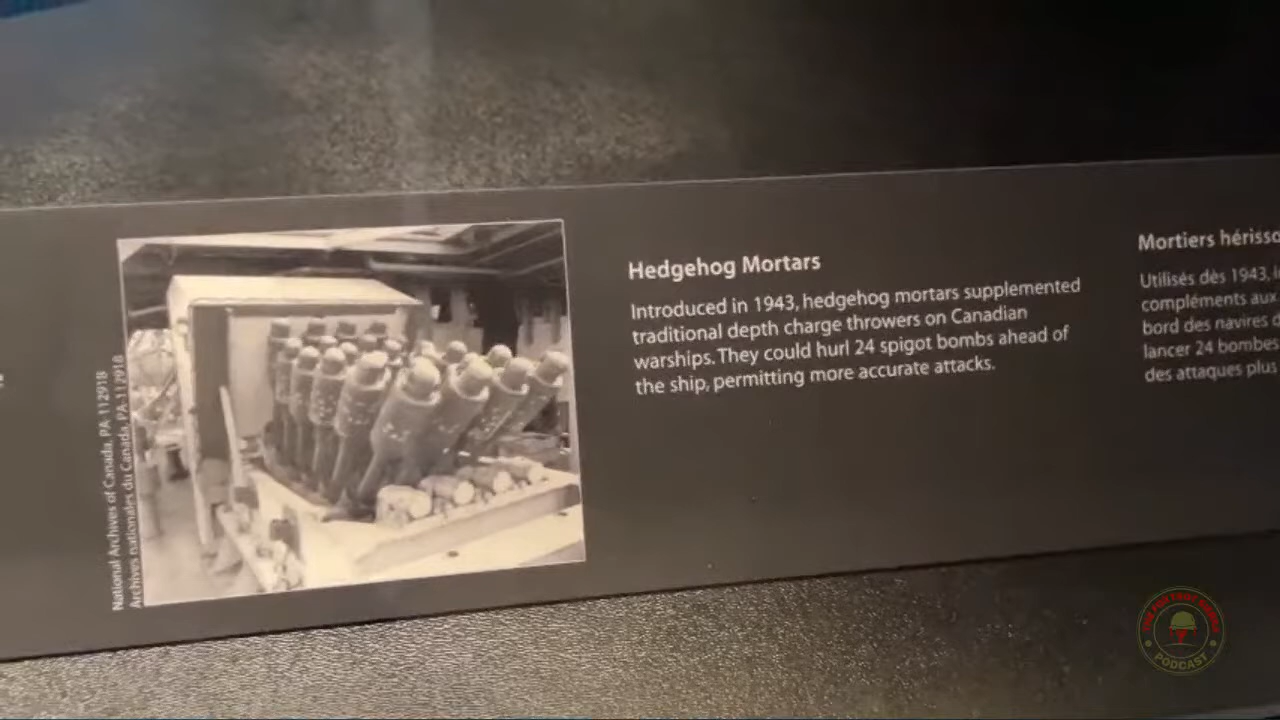 National Archives of Canada, PA-112918
Archives nationales du Canada, PA-112918
Hedgehog Mortars
Introduced in 1943, hedgehog mortars supplemented
traditional depth charge throwers on Canadian
warships. They could hurl 24 spigot bombs ahead of
the ship, permitting more accurate attacks.
Mortiers
Utilisés dès 1943,
compléments aux
bord des navires
lancer 24 bombes
des attaques plus
PODCAST